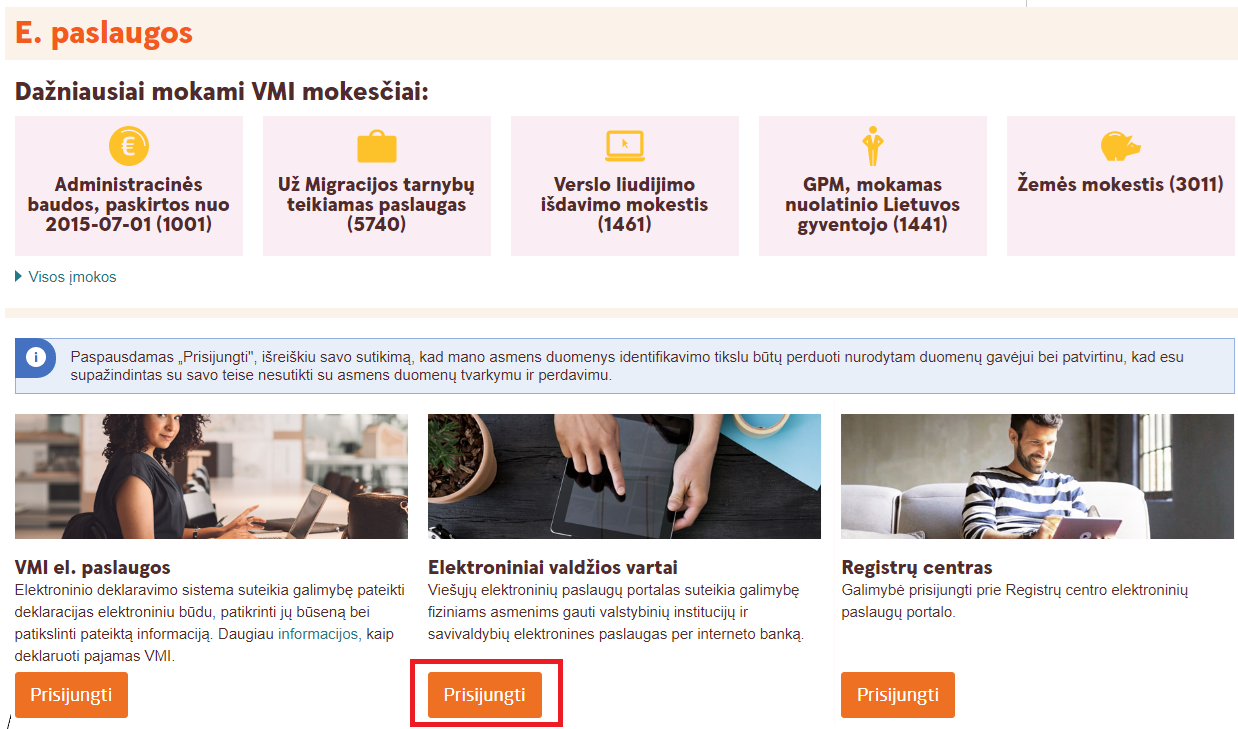 E. paslaugos
Dažniausiai mokami VMI mokesčiai:
Administracinės
baudos, paskirtos nuo
2015-07-01 (1001)
Už Migracijos tarnybų
teikiamas paslaugas
(5740)
Verslo liudijimo
išdavimo mokestis
(1461)
GPM, mokamas
nuolatinio Lietuvos
gyventojo (1441)
Žemės mokestis (3011)
Visos įmokos
Paspausdamas „Prisijungti", išreiškiu savo sutikimą, kad mano asmens duomenys identifikavimo tikslu būtų perduoti nurodytam duomenų gavėjui bei patvirtinu, kad esu
supažindintas su savo teise nesutikti su asmens duomenų tvarkymu ir perdavimu.
VMI el. paslaugos
Elektroninio deklaravimo sistema suteikia galimybę pateikti
deklaracijas elektroniniu būdu, patikrinti jų būseną bei
patikslinti pateiktą informaciją. Daugiau informacijos, kaip
deklaruoti pajamas VMI.
Prisijungti
Elektroniniai valdžios vartai
Viešųjų elektroninių paslaugų portalas suteikia galimybę
fiziniams asmenims gauti valstybinių institucijų ir
savivaldybių elektronines paslaugas per interneto banką.
Prisijungti
Registrų centras
Galimybė prisijungti prie Registrų centro elektroninių
paslaugų portalo.
Prisijungti